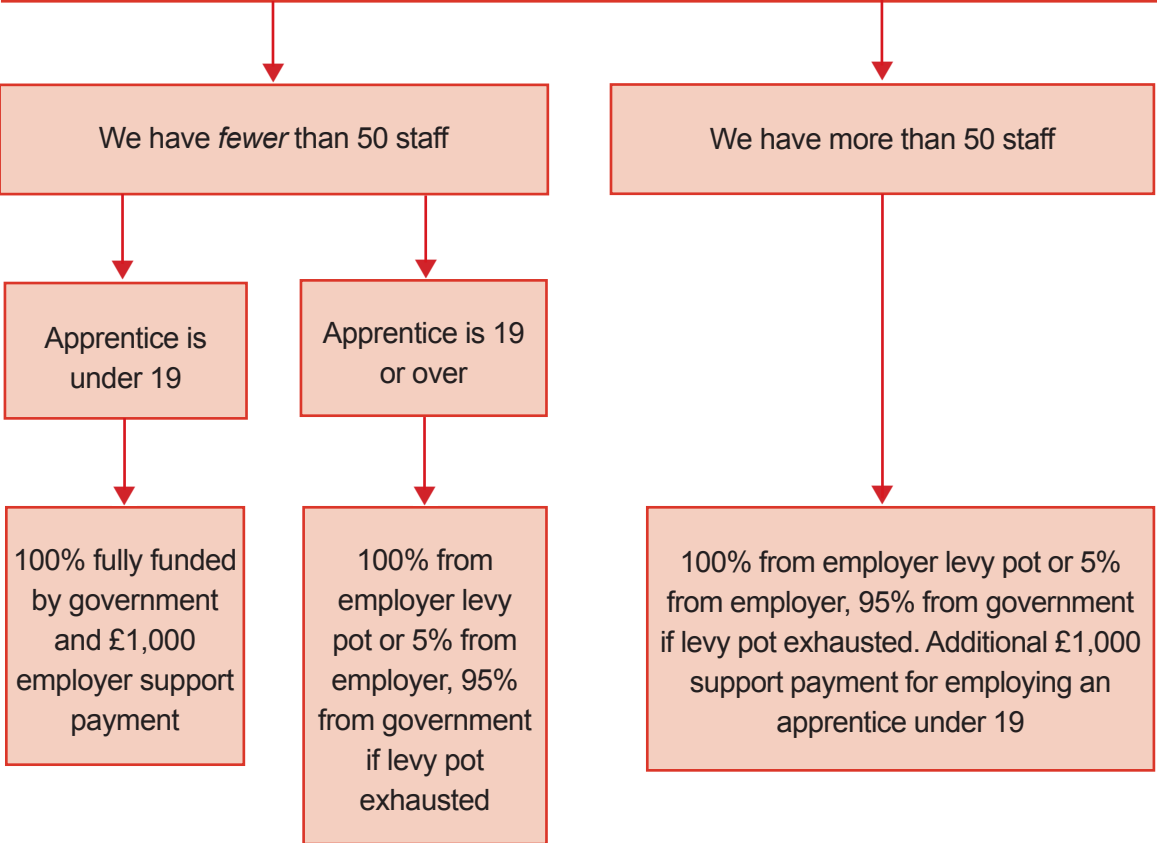 We have fewer than 50 staff
We have more than 50 staff
Apprentice is
under 19
Apprentice is 19
or over
100% fully funded
by government
and £1,000
employer support
payment
100% from
employer levy
pot or 5% from
employer, 95%
from government
if levy pot
exhausted
100% from employer levy pot or 5%
from employer, 95% from government
if levy pot exhausted. Additional £1,000
support payment for employing an
apprentice under 19